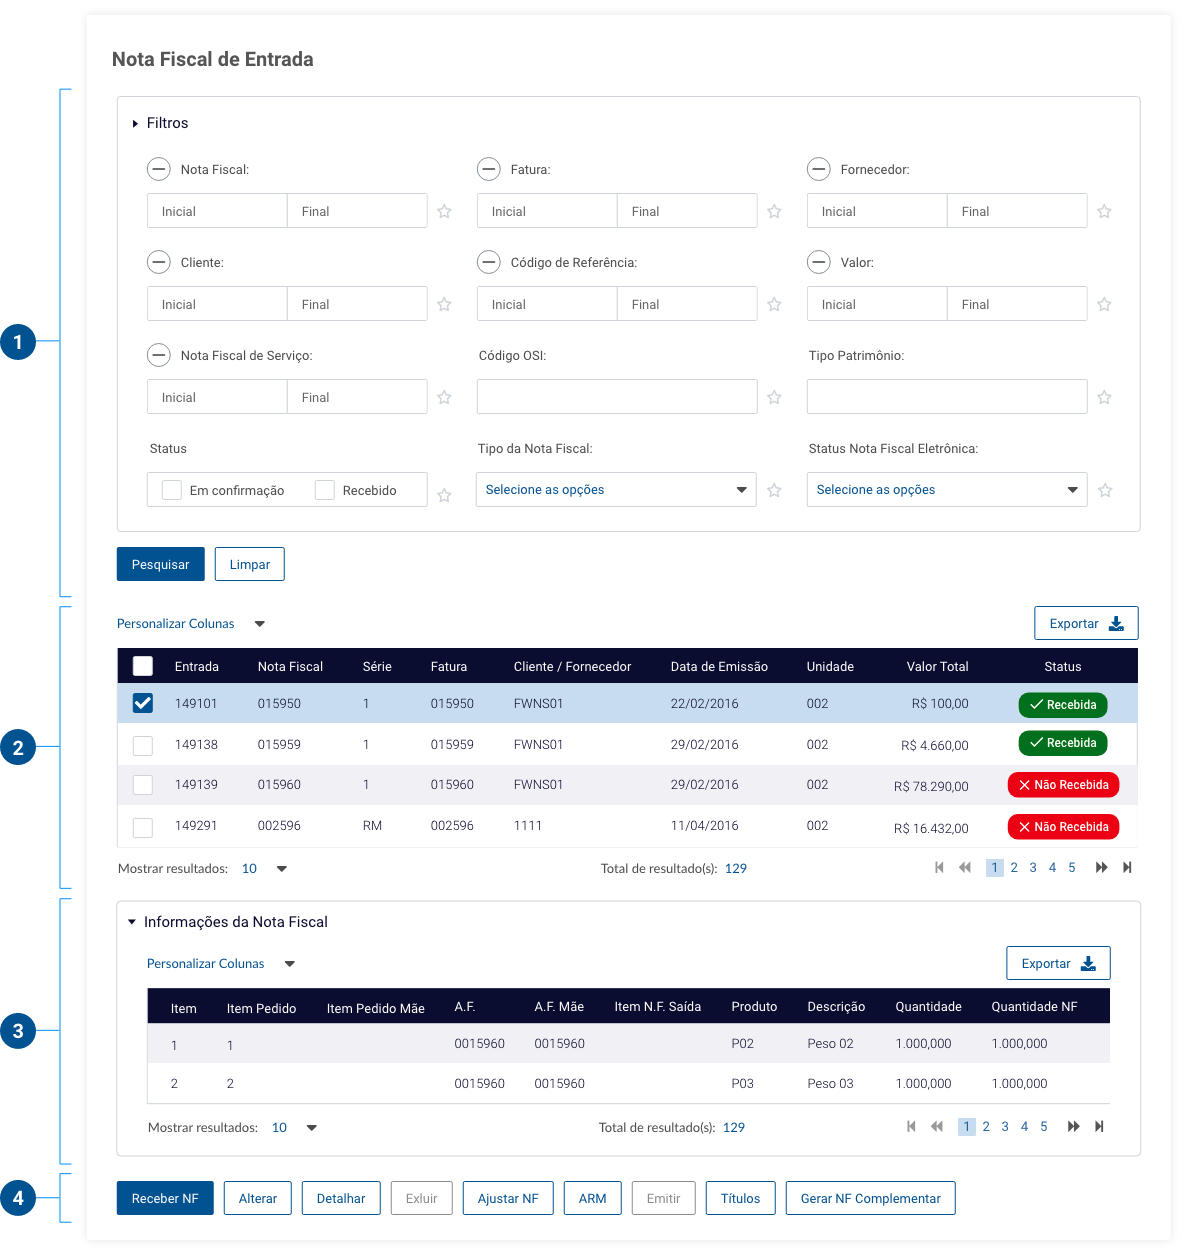 Nota Fiscal de Entrada
Filtros
Nota Fiscal: Fatura: Fornecedor:
Inicial Final Inicial Final Inicial Final
Cliente: Código de Referência: Valor:
Inicial Final Inicial Final Inicial Final
1
Nota Fiscal de Serviço: Código OSI: Tipo Patrimônio:
Inicial Final
Status Tipo da Nota Fiscal: Status Nota Fiscal Eletrônica:
Em confirmação Recebido Selecione as opções Selecione as opções
Pesquisar Limpar
Personalizar Colunas Exportar
Entrada Nota Fiscal Série Fatura Cliente / Fornecedor Data de Emissão Unidade Valor Total Status
149101 015950 1 015950 FWNS01 22/02/2016 002 R$ 100,00 Recebida
2
149138 015959 1 015959 FWNS01 29/02/2016 002 R$ 4.660,00 Recebida
149139 015960 1 015960 FWNS01 29/02/2016 002 R$ 78.290,00 Não Recebida
149291 002596 RM 002596 1111 11/04/2016 002 R$ 16.432,00 Não Recebida
Mostrar resultados: 10 Total de resultado(s): 129 1 2 3 4 5
Informações da Nota Fiscal
Personalizar Colunas Exportar
Item Item Pedido Item Pedido Mãe A.F. A.F. Mãe Item N.F. Saída Produto Descrição Quantidade Quantidade NF
3
1 1 0015960 0015960 P02 Peso 02 1.000,000 1.000,000
2 2 0015960 0015960 P03 Peso 03 1.000,000 1.000,000
Mostrar resultados: 10 Total de resultado(s): 129 1 2 3 4 5
4
Receber NF Alterar Detalhar Exluir Ajustar NF ARM Emitir Títulos Gerar NF Complementar